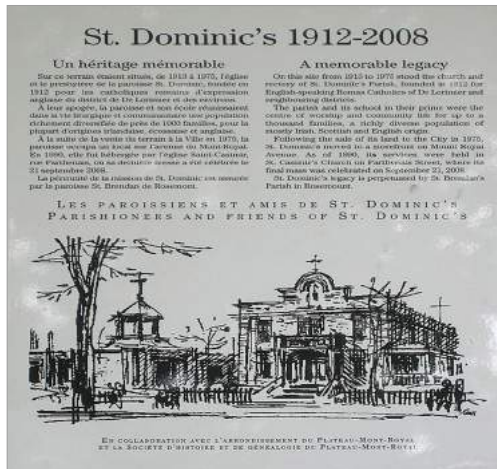 St. Dominic's 1912-2008
Un héritage mémorable
Sur ce terrain étaient situés, de 1913 à 1975, l'église
et le presbytère de la paroisse St. Dominic, fondée en
1912 pour les catholiques romains d'expression
anglaise du district de De Lorimier et des environs.
À leur apogée, la paroisse et son école réunissaient
dans la vie liturgique et communautaire une population
richement diversifiée de près de 1000 familles, pour la
plupart d'origines irlandaise, écossaise et anglaise.
À la suite de la vente du terrain à la Ville en 1975, la
paroisse occupa un local sur l'avenue du Mont-Royal.
En 1990, elle fut hébergée par l'église Saint-Casimir,
rue Parthenais, où sa dernière messe a été célébrée le
21 septembre 2008.
La pérennité de la mission de St. Dominic est assurée
par la paroisse St. Brendan de Rosemont.
A memorable legacy
On this site from 1913 to 1975 stood the church and
rectory of St. Dominic's Parish, founded in 1912 for
English-speaking Roman Catholics of De Lorimier and
neighbouring districts.
The parish and its school in their prime were the
centre of worship and community life for up to a
thousand families, a richly diverse population of
mostly Irish, Scottish and English origin.
Following the sale of its land to the City in 1975,
St. Dominic's moved to a storefront on Mount Royal
Avenue. As of 1990, its services were held in
St. Casimir's Church on Parthenais Street, where its
final mass was celebrated on September 21, 2008.
St. Dominic's legacy is perpetuated by St. Brendan's
Parish in Rosemount.
Les paroissiens et amis de St. Dominic's
Parishioners and friends of St. Dominic's
En collaboration avec l'arrondissement du Plateau-Mont-Royal
et la Société d'histoire et de généalogie du Plateau-Mont-Royal